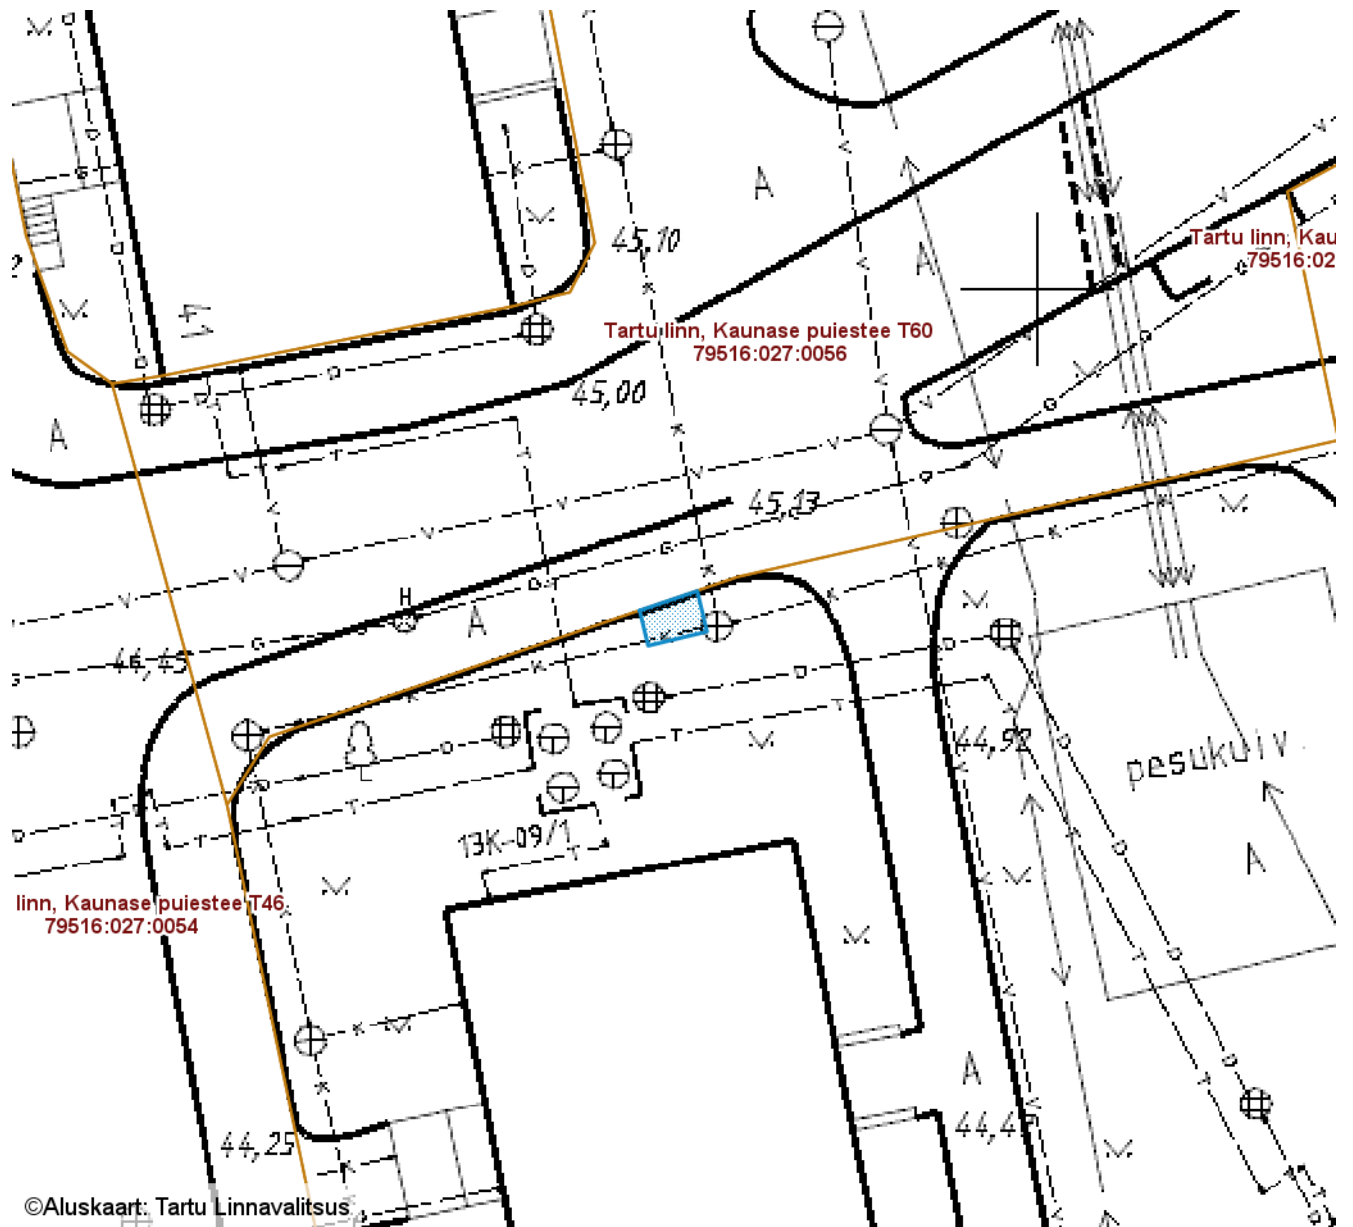 41
45,10
Tartu linn, Kau
79516:02
Tartu linn, Kaunase puiestee T60
79516:027:0056
A
A
45,00
A
45,13
H
A
46,45
44,92
pesukuiv.
L
13K-09/1
A
linn, Kaunase puiestee T46
79516:027:0054
A
44,25
44,4
©Aluskaart: Tartu Linnavalitsus